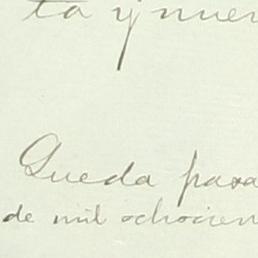 ta y nuev
Queda para
de mil ochocien